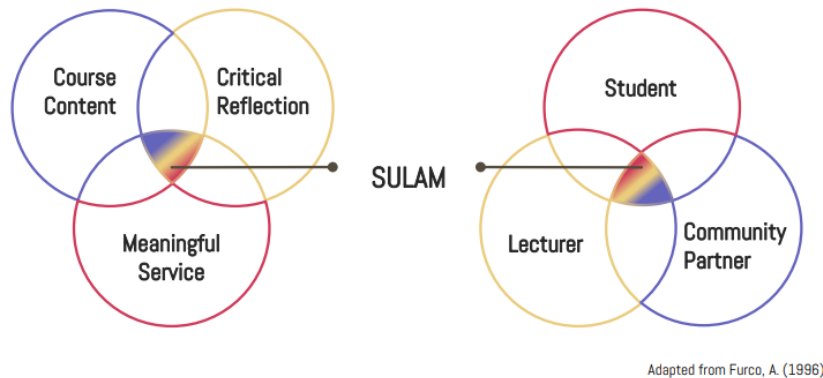 Course
Content
Critical
Reflection
Meaningful
Service
SULAM
Student
Lecturer
Community
Partner
Adapted from Furco, A. (1996)